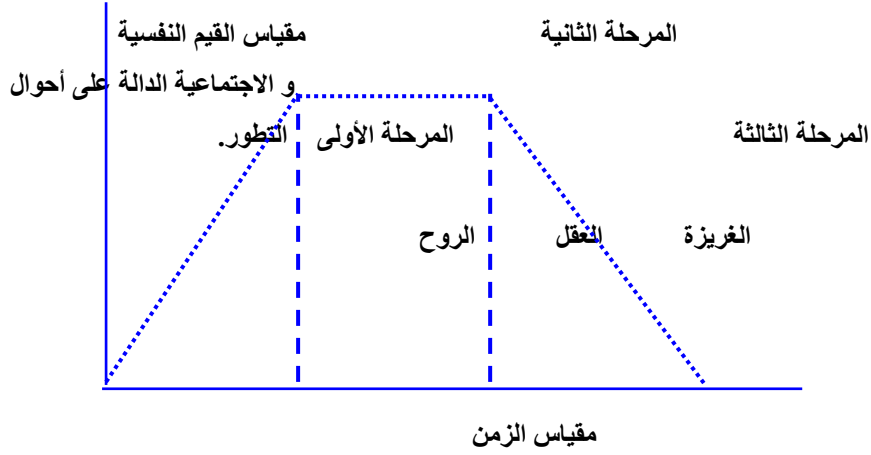 مقياس القيم النفسية المرحلة الثانية
و الاجتماعية الدالة على أحوال
التطور. المرحلة الأولى المرحلة الثالثة
الروح العقل الغريزة
مقياس الزمن